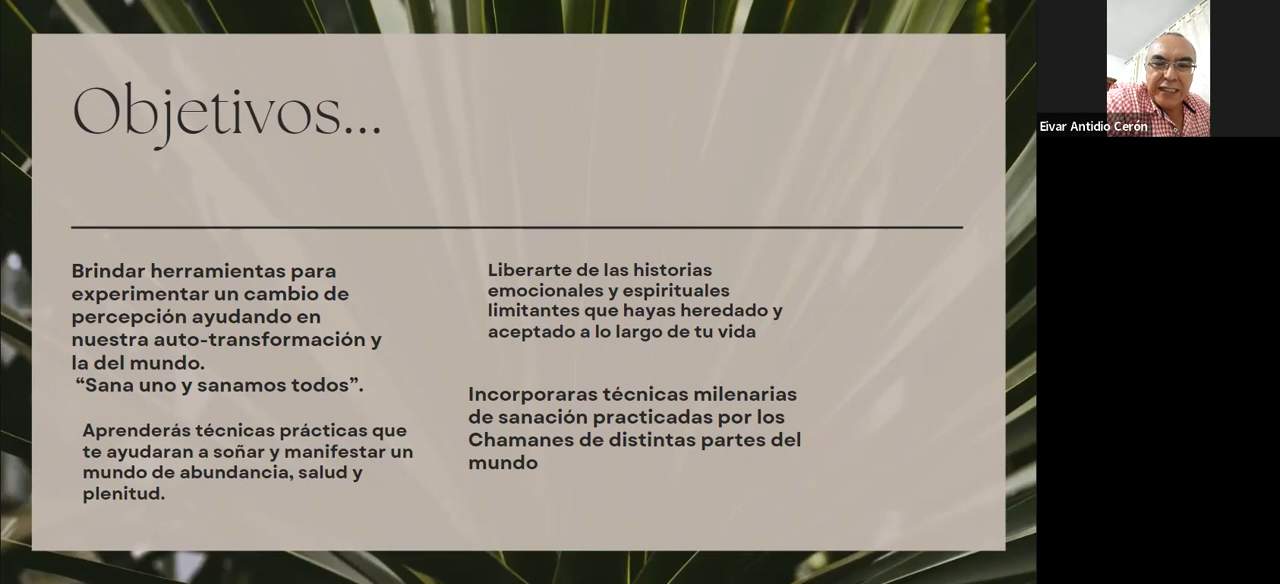 Objetivos...
Brindar herramientas para
experimentar un cambio de
percepción ayudando en
nuestra auto-transformación y
la del mundo.
“Sana uno y sanamos todos”.
Aprenderás técnicas prácticas que
te ayudaran a soñar y manifestar un
mundo de abundancia, salud y
plenitud.
Liberarte de las historias
emocionales y espirituales
limitantes que hayas heredado y
aceptado a lo largo de tu vida
Incorporaras técnicas milenarias
de sanación practicadas por los
Chamanes de distintas partes del
mundo
Eivar Antidio Cerón